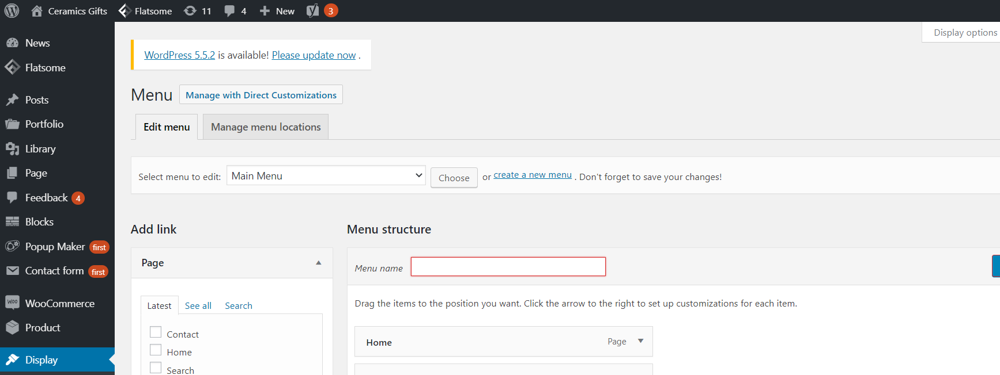 Ceramics Gifts Flatsome 11 4 New 3
Display options
News
Flatsome
Posts
Portfolio
Library
Page
Feedback 4
Blocks
Popup Maker first
Contact form first
WOO WooCommerce
Product
Display
WordPress 5.5.2 is available! Please update now .
Menu Manage with Direct Customizations
Edit menu Manage menu locations
Select menu to edit: Main Menu Choose or create a new menu . Don't forget to save your changes!
Add link
Page
Latest See all Search
Contact
Home
Search
Menu structure
Menu name
Drag the items to the position you want. Click the arrow to the right to set up customizations for each item.
Home Page